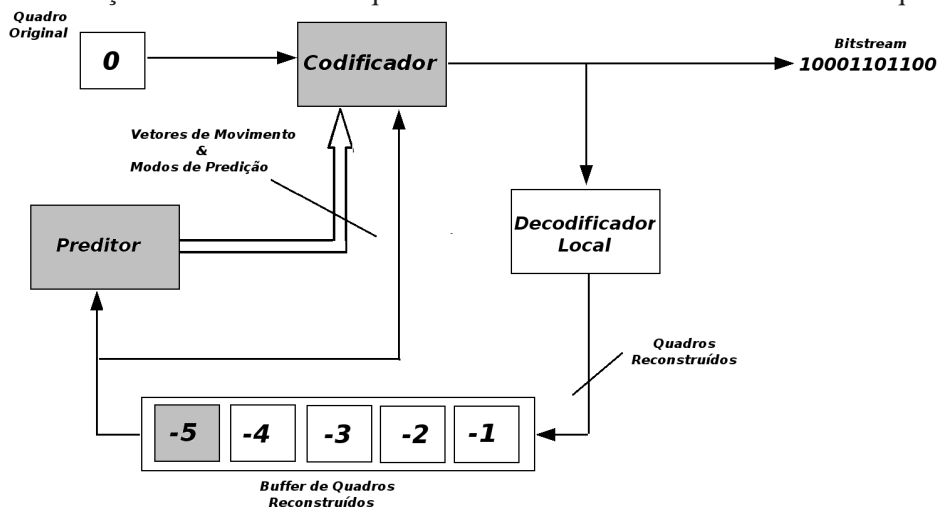 Quadro
Original
0
Codificador
Bitstream
10001101100
Vetores de Movimento
&
Modos de Predição
Preditor
Decodificador
Local
Quadros
Reconstruídos
-5 -4 -3 -2 -1
Buffer de Quadros
Reconstruídos